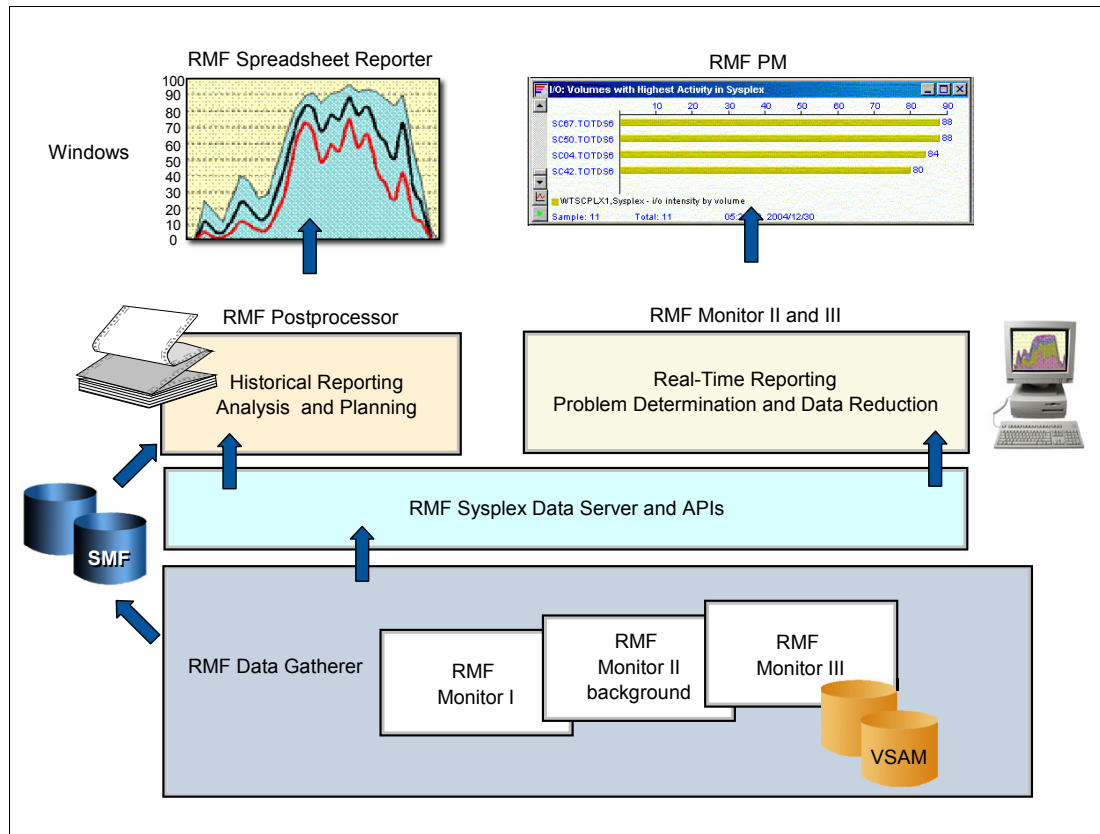 RMF Spreadsheet Reporter
RMF PM
Windows
100
90
80
70
60
50
40
30
20
10
0
I/O: Volumes with Highest Activity in Sysplex
10 20 30 40 50 60 70 80 90
SC67.TOTDS6 88
SC50.TOTDS6 88
SC04.TOTDS6 84
SC42.TOTDS6 80
WTSCPLX1,Sysplex - i/o intensity by volume
Sample: 11 Total: 11 2004/12/30
RMF Postprocessor
RMF Monitor II and III
Historical Reporting
Analysis and Planning
Real-Time Reporting
Problem Determination and Data Reduction
RMF Sysplex Data Server and APIs
SMF
RMF Data Gatherer
RMF
Monitor I
RMF
Monitor II
background
RMF
Monitor III
VSAM